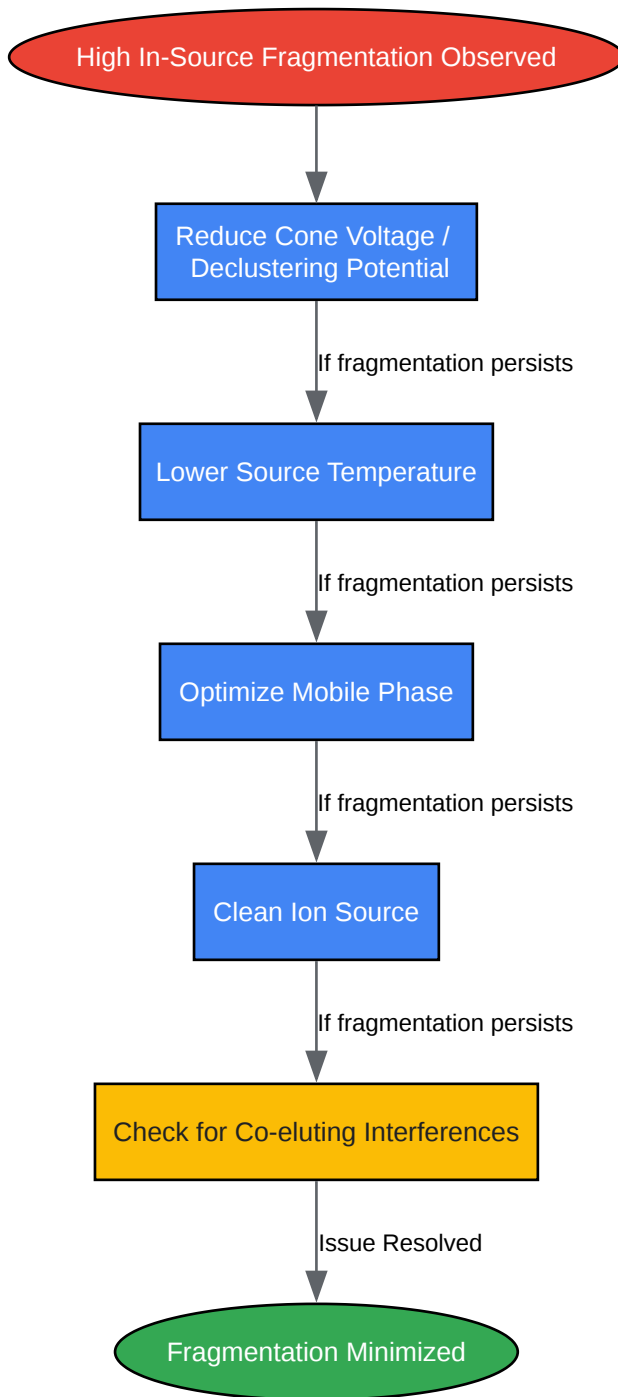 High In-Source Fragmentation Observed
Reduce Cone Voltage /
Declustering Potential
If fragmentation persists
Lower Source Temperature
If fragmentation persists
Optimize Mobile Phase
If fragmentation persists
Clean Ion Source
If fragmentation persists
Check for Co-eluting Interferences
Issue Resolved
Fragmentation Minimized